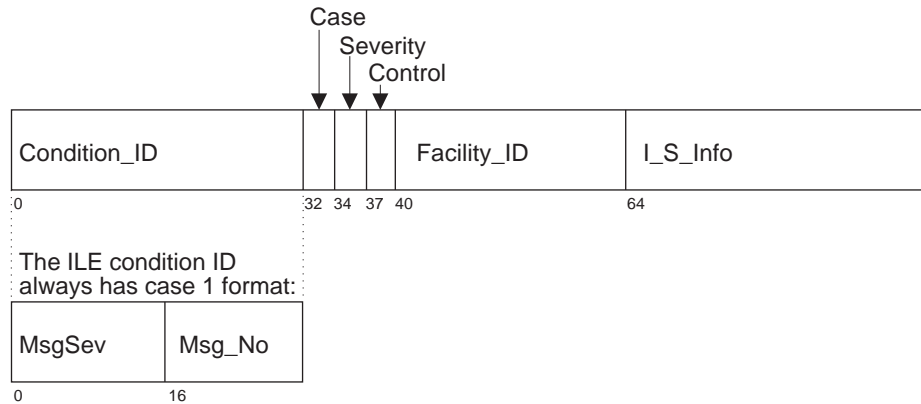 Case
Severity
Control
Condition_ID Facility_ID I_S_Info
0 32 34 37 40 64
The ILE condition ID
always has case 1 format:
MsgSev Msg_No
0 16